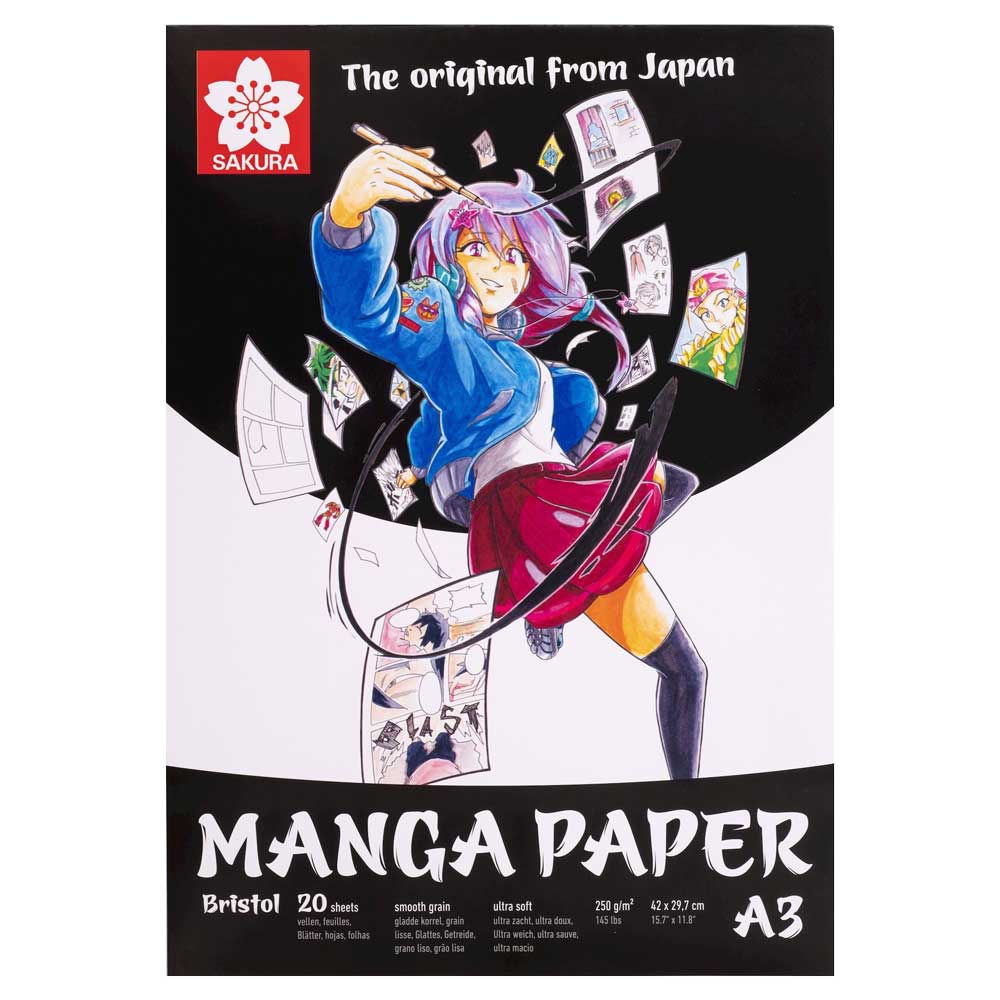 SAKURA
The original from Japan
BLAST
MANGA PAPER
Bristol
20 sheets
vellen, feuilles,
Blätter, hojas, folhas
smooth grain
gladde korrel, grain
lisse, Glattes, Getreide,
grano liso, grão lisa
ultra soft
ultra zacht, ultra doux,
Ultra weich, ultra sauve,
ultra macio
250 g/m²
145 lbs
42 x 29,7 cm
15.7" x 11.8"
A3